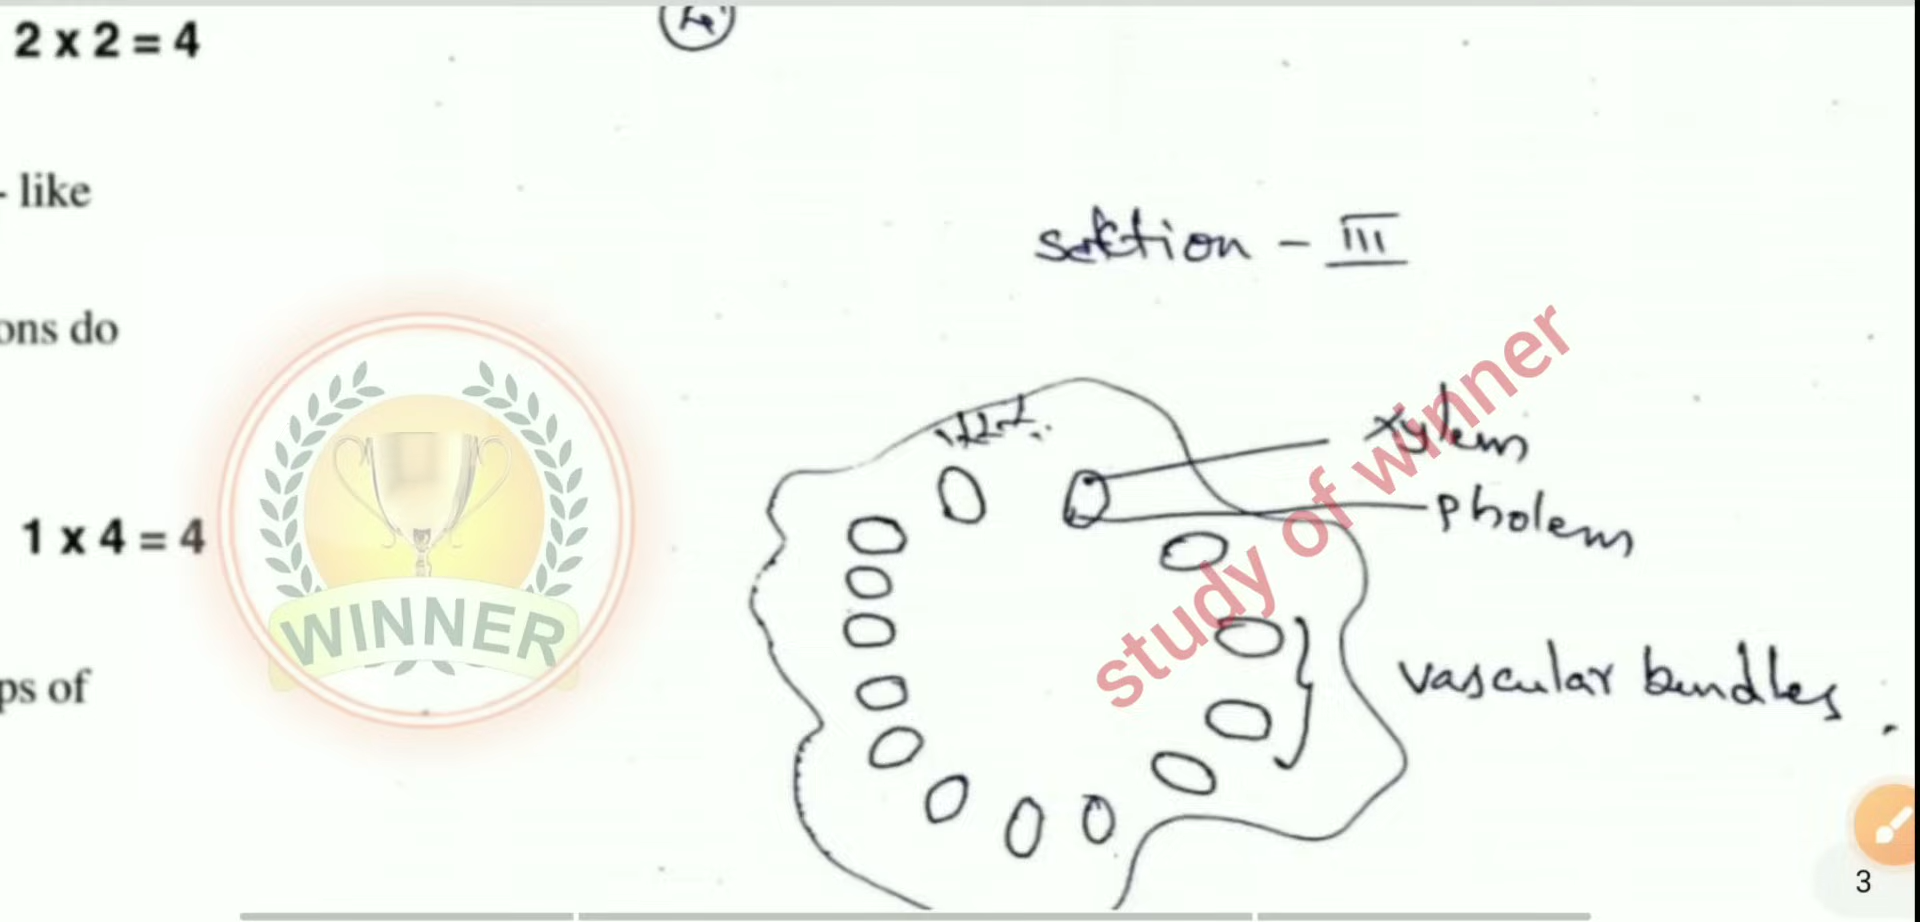 2 x 2 = 4
- like
section - III
ons do
xylem
pholem
1 x 4 = 4
study of winner
WINNER
ps of
vascular bundles.
3